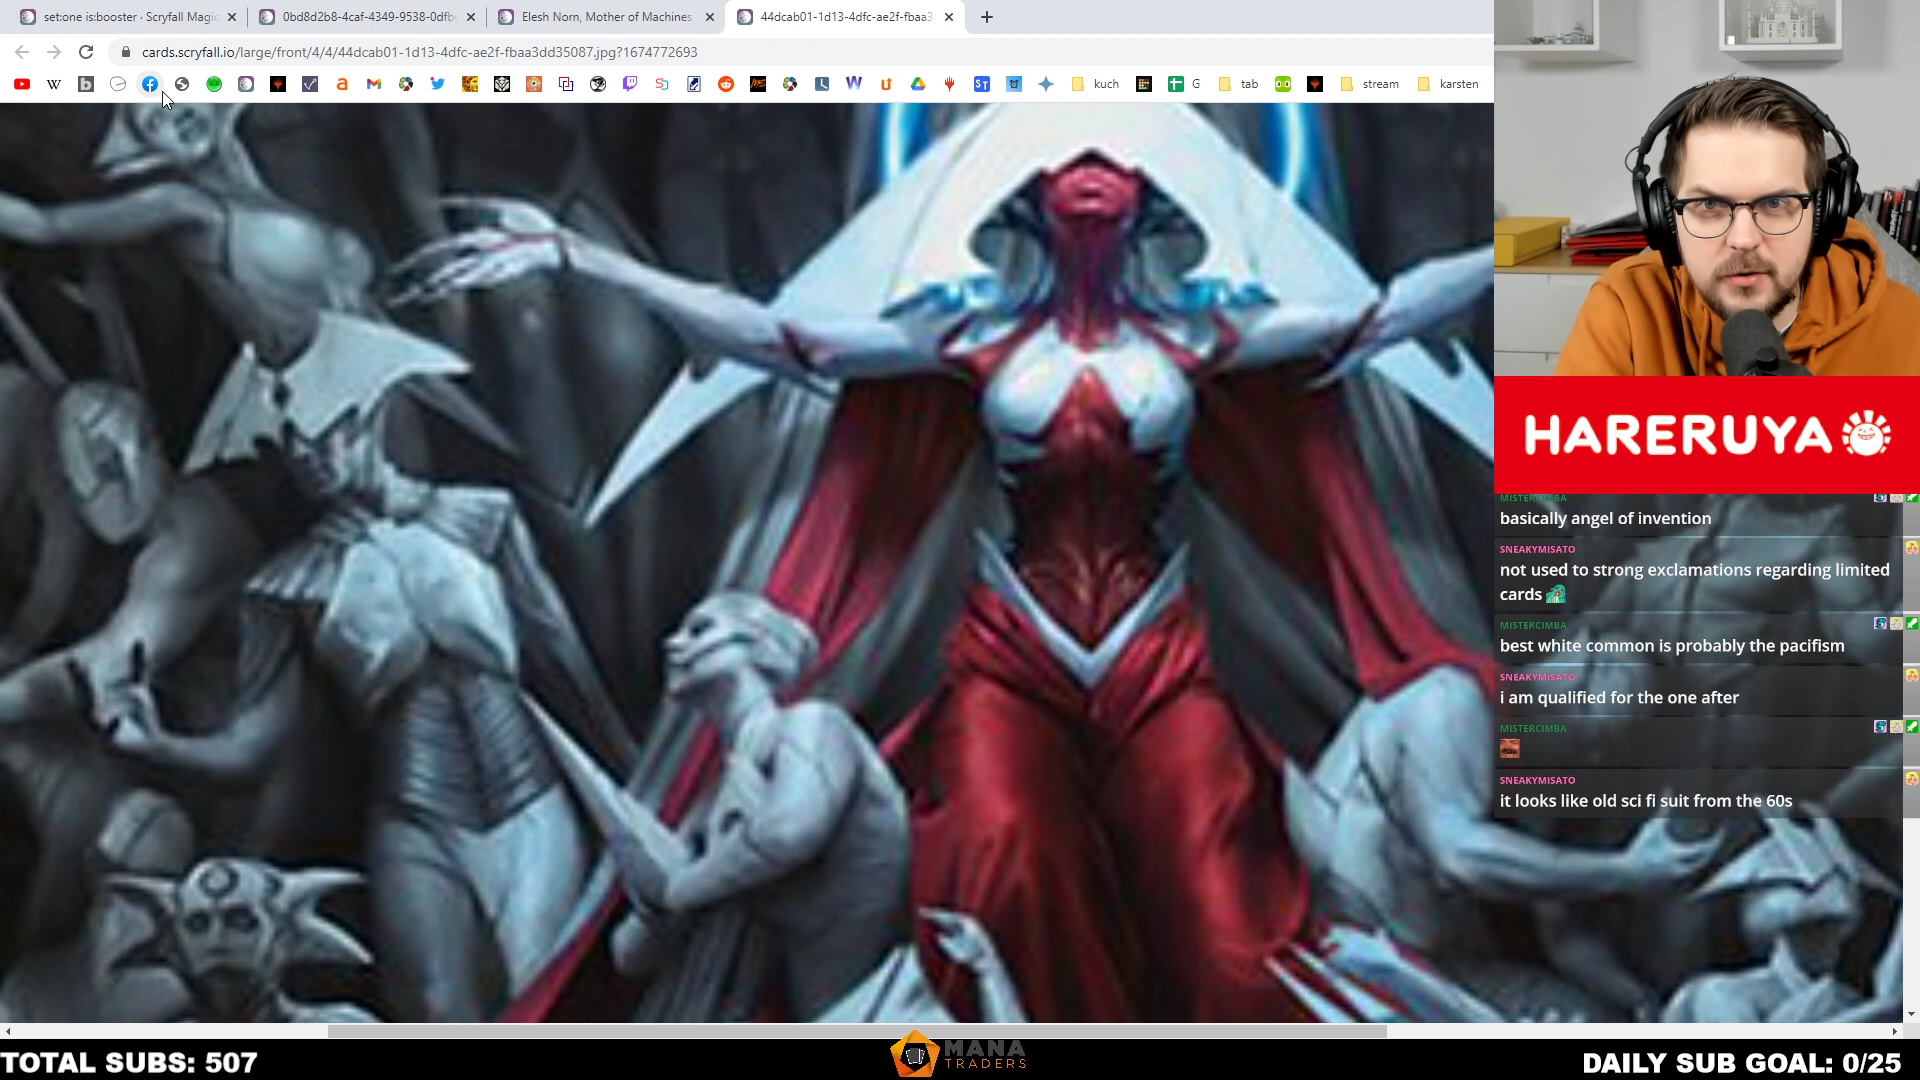 set:one is:booster · Scryfall Magic
0bd8d2b8-4caf-4349-9538-0dfbe
Elesh Norn, Mother of Machines
44dcab01-1d13-4dfc-ae2f-fbaa3
cards.scryfall.io/large/front/4/4/44dcab01-1d13-4dfc-ae2f-fbaa3dd35087.jpg?1674772693
kuch
G
tab
stream
karsten
HARERUYA
MISTERCIMBA
basically angel of invention
SNEAKYMISATO
not used to strong exclamations regarding limited
cards
MISTERCIMBA
best white common is probably the pacifism
SNEAKYMISATO
i am qualified for the one after
MISTERCIMBA
SNEAKYMISATO
it looks like old sci fi suit from the 60s
TOTAL SUBS: 507
MANA
TRADERS
DAILY SUB GOAL: 0/25